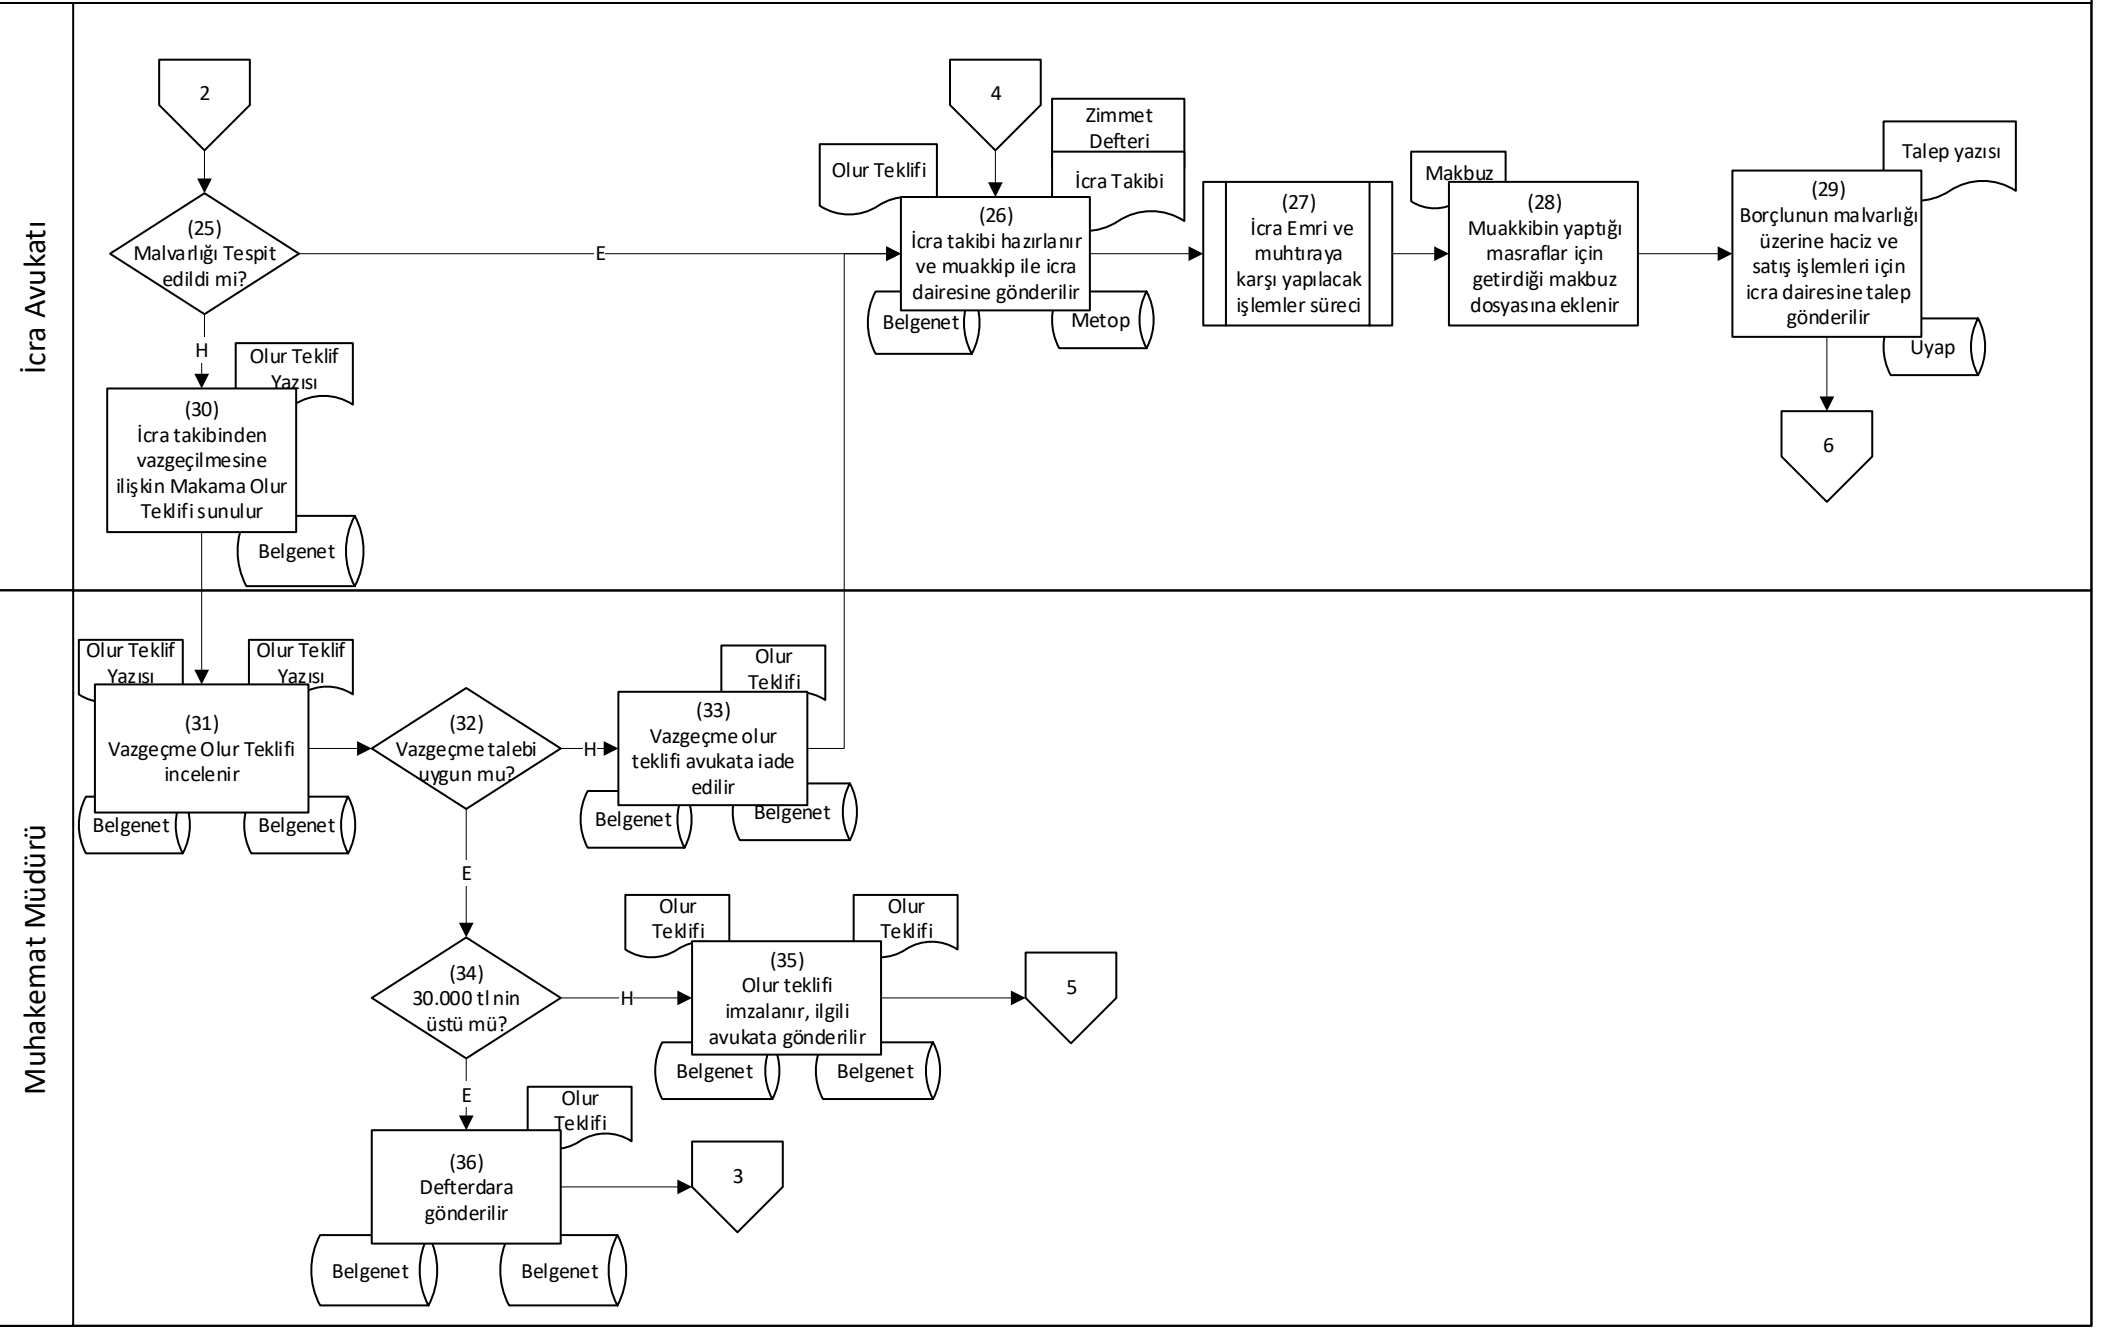 İcra Avukatı
2
(25)
Malvarlığı Tespit
edildi mi?
E
H
Olur Teklif
Yazısı
(30)
İcra takibinden
vazgeçilmesine
ilişkin Makama Olur
Teklifi sunulur
Belgenet
4
Olur Teklifi
Zimmet
Defteri
İcra Takibi
(26)
İcra takibi hazırlanır
ve muakkip ile icra
dairesine gönderilir
Belgenet
Metop
(27)
İcra Emri ve
muhtıraya
karşı yapılacak
işlemler süreci
Makbuz
(28)
Muakkibin yaptığı
masraflar için
getirdiği makbuz
dosyasına eklenir
Talep yazısı
(29)
Borçlunun malvarlığı
üzerine haciz ve
satış işlemleri için
icra dairesine talep
gönderilir
Uyap
6
Muhakemat Müdürü
Olur Teklif
Yazısı
Olur Teklif
Yazısı
(31)
Vazgeçme Olur Teklifi
incelenir
Belgenet
Belgenet
(32)
Vazgeçme talebi
uygun mu?
H
Olur
Teklifi
(33)
Vazgeçme olur
teklifi avukata iade
edilir
Belgenet
Belgenet
E
(34)
30.000 tl nin
üstü mü?
H
Olur
Teklifi
Olur
Teklifi
(35)
Olur teklifi
imzalanır, ilgili
avukata gönderilir
Belgenet
Belgenet
5
E
Olur
Teklifi
(36)
Defterdara
gönderilir
Belgenet
Belgenet
3